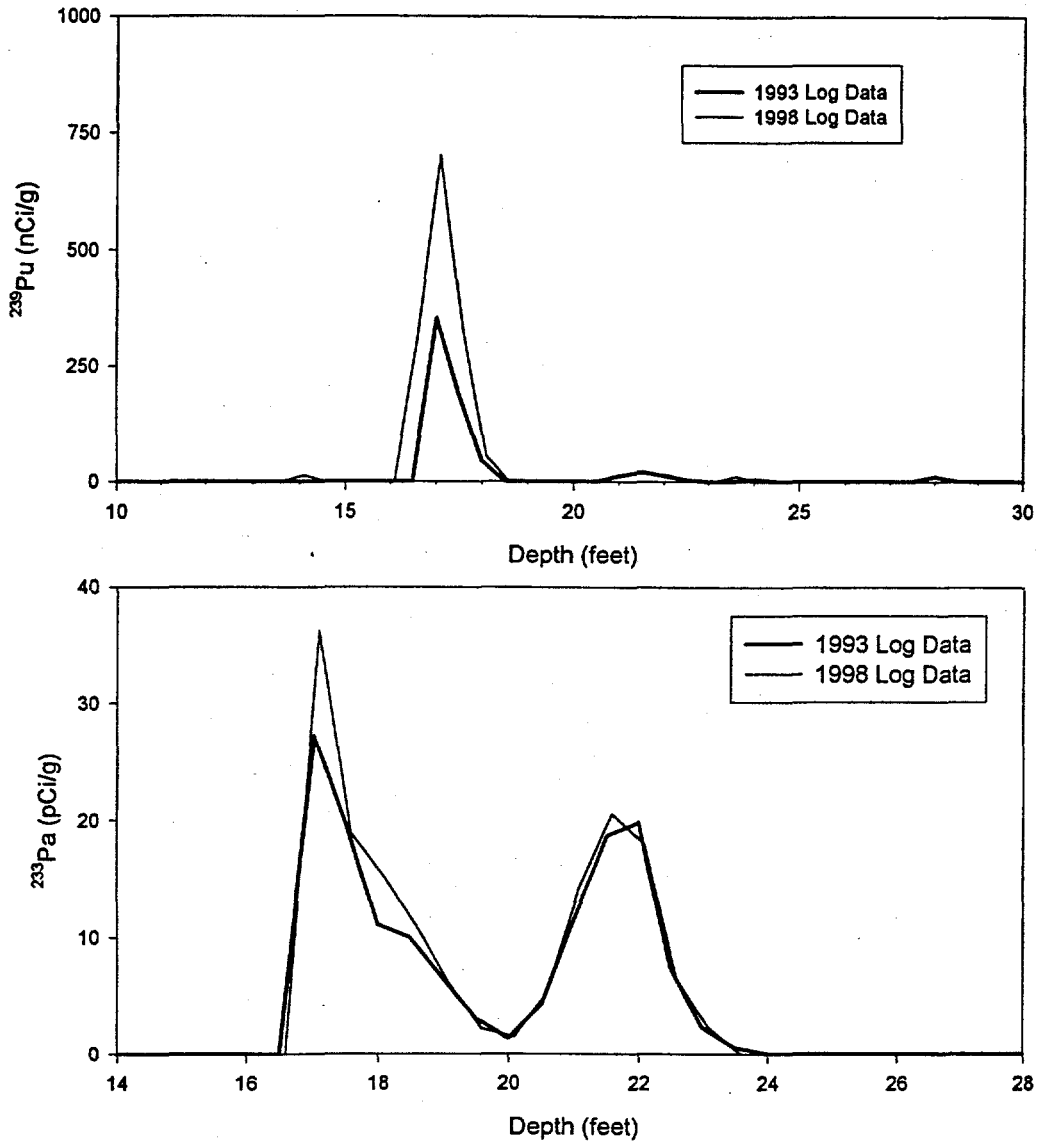 1000
750
500
250
0
²³⁹Pu (nCi/g)
1993 Log Data
1998 Log Data
10 15 20 25 30
Depth (feet)
40
30
20
10
0
²³³Pa (pCi/g)
1993 Log Data
1998 Log Data
14 16 18 20 22 24 26 28
Depth (feet)